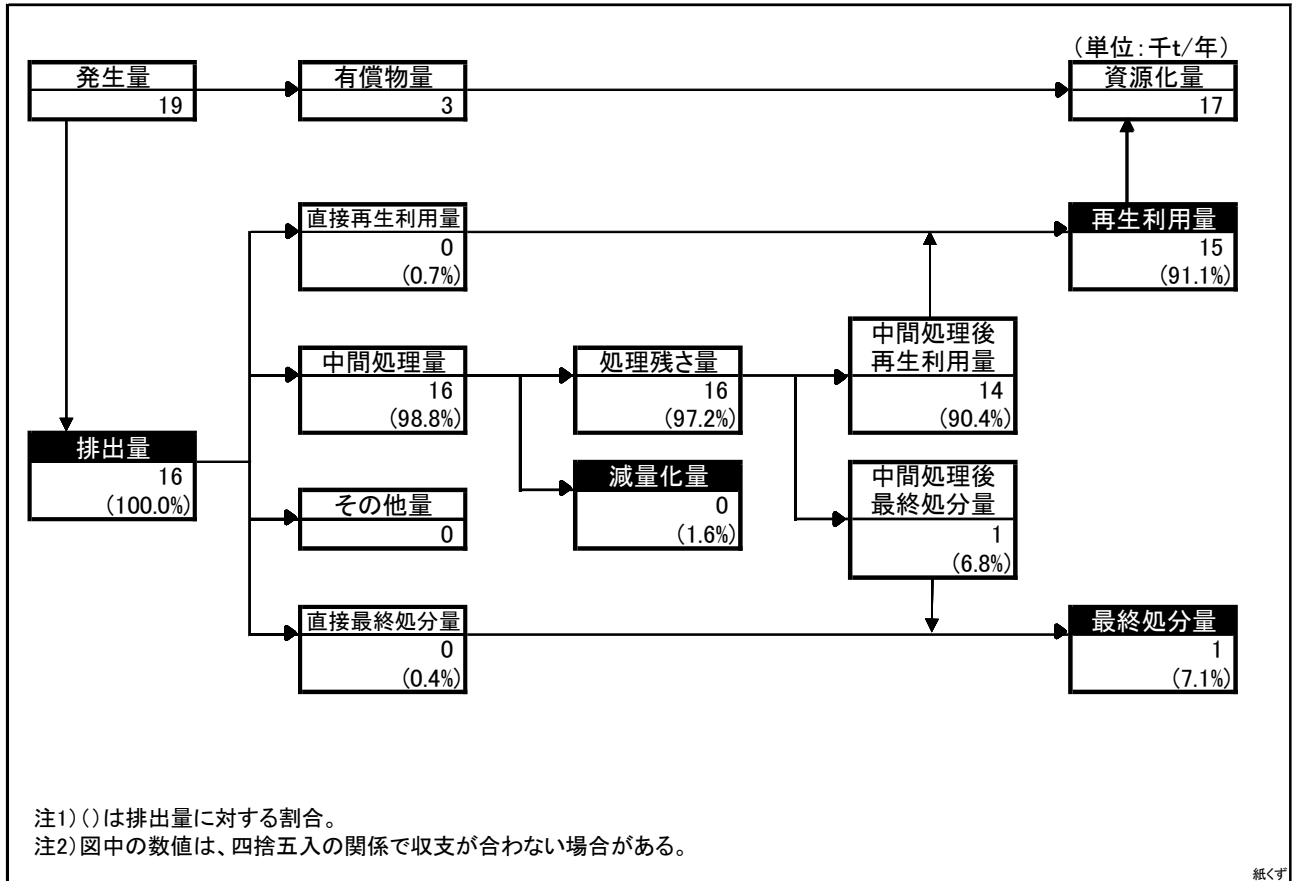 (単位:千t/年)
発生量
19
有償物量
3
資源化量
17
直接再生利用量
0
(0.7%)
再生利用量
15
(91.1%)
中間処理量
16
(98.8%)
処理残さ量
16
(97.2%)
中間処理後
再生利用量
14
(90.4%)
排出量
16
(100.0%)
減量化量
0
(1.6%)
中間処理後
最終処分量
1
(6.8%)
その他量
0
直接最終処分量
0
(0.4%)
最終処分量
1
(7.1%)
注1)()は排出量に対する割合。
注2)図中の数値は、四捨五入の関係で収支が合わない場合がある。
紙くず